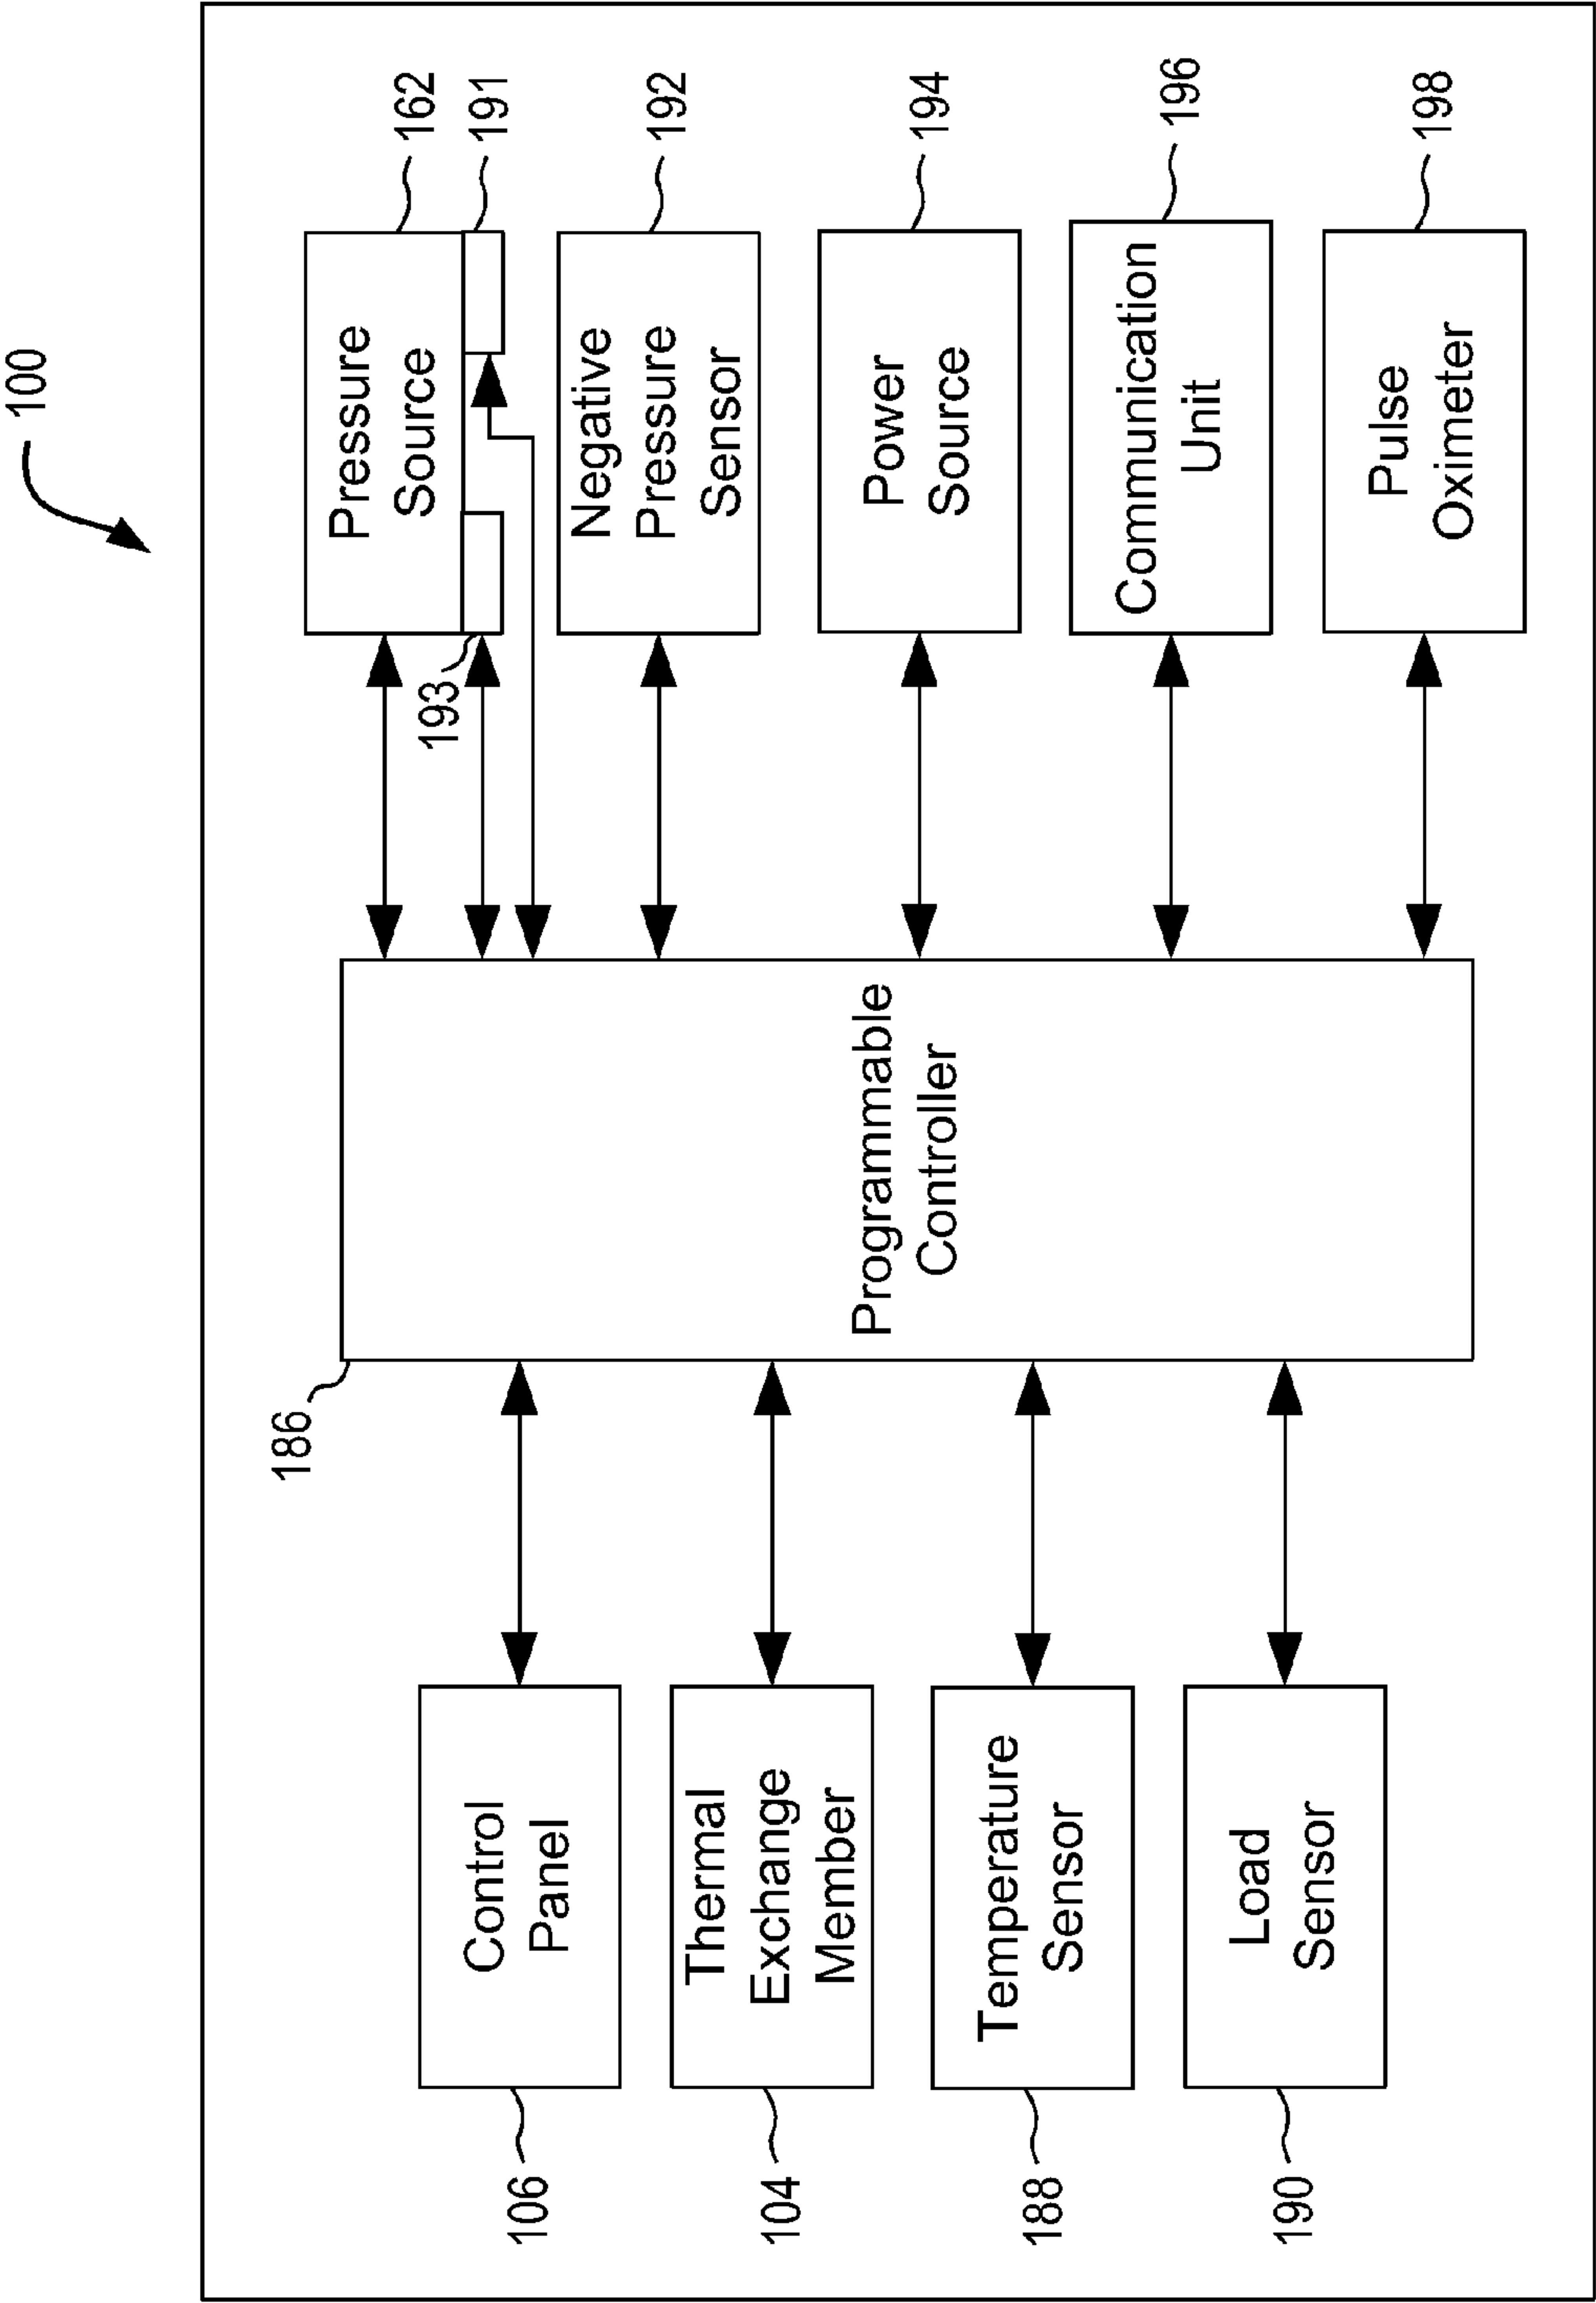 100
186
106
Control
Panel
104
Thermal
Exchange
Member
188
Temperature
Sensor
190
Load
Sensor
Programmable
Controller
Pressure
Source
162
191
193
Negative
Pressure
Sensor
192
Power
Source
194
Communication
Unit
196
Pulse
Oximeter
198